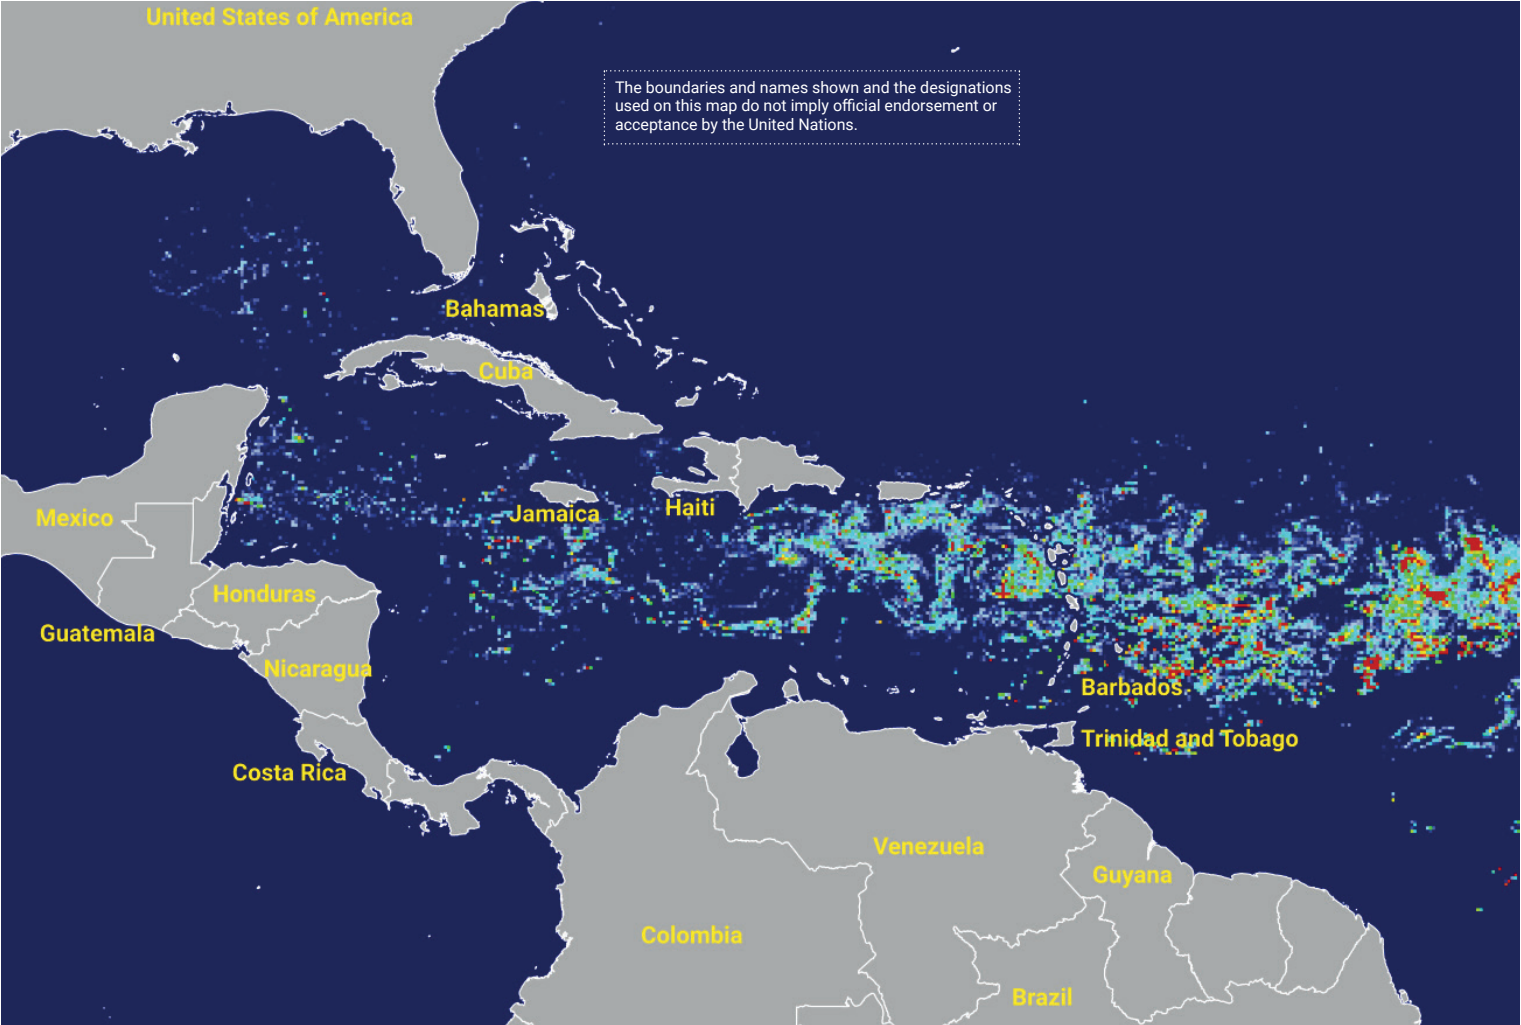 United States of America
The boundaries and names shown and the designations
used on this map do not imply official endorsement or
acceptance by the United Nations.
Bahamas
Cuba
Mexico
Jamaica
Haiti
Honduras
Guatemala
Nicaragua
Barbados
Trinidad and Tobago
Costa Rica
Venezuela
Guyana
Colombia
Brazil